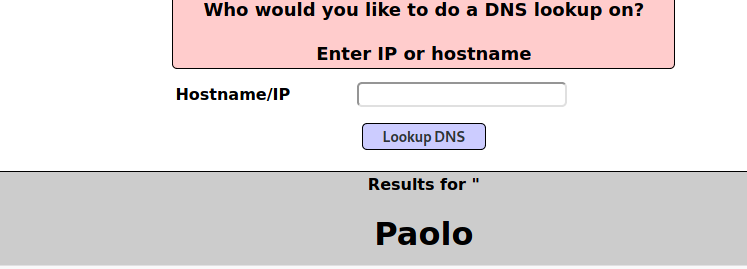 Who would you like to do a DNS lookup on?
Enter IP or hostname
Hostname/IP
Lookup DNS
Results for "
Paolo